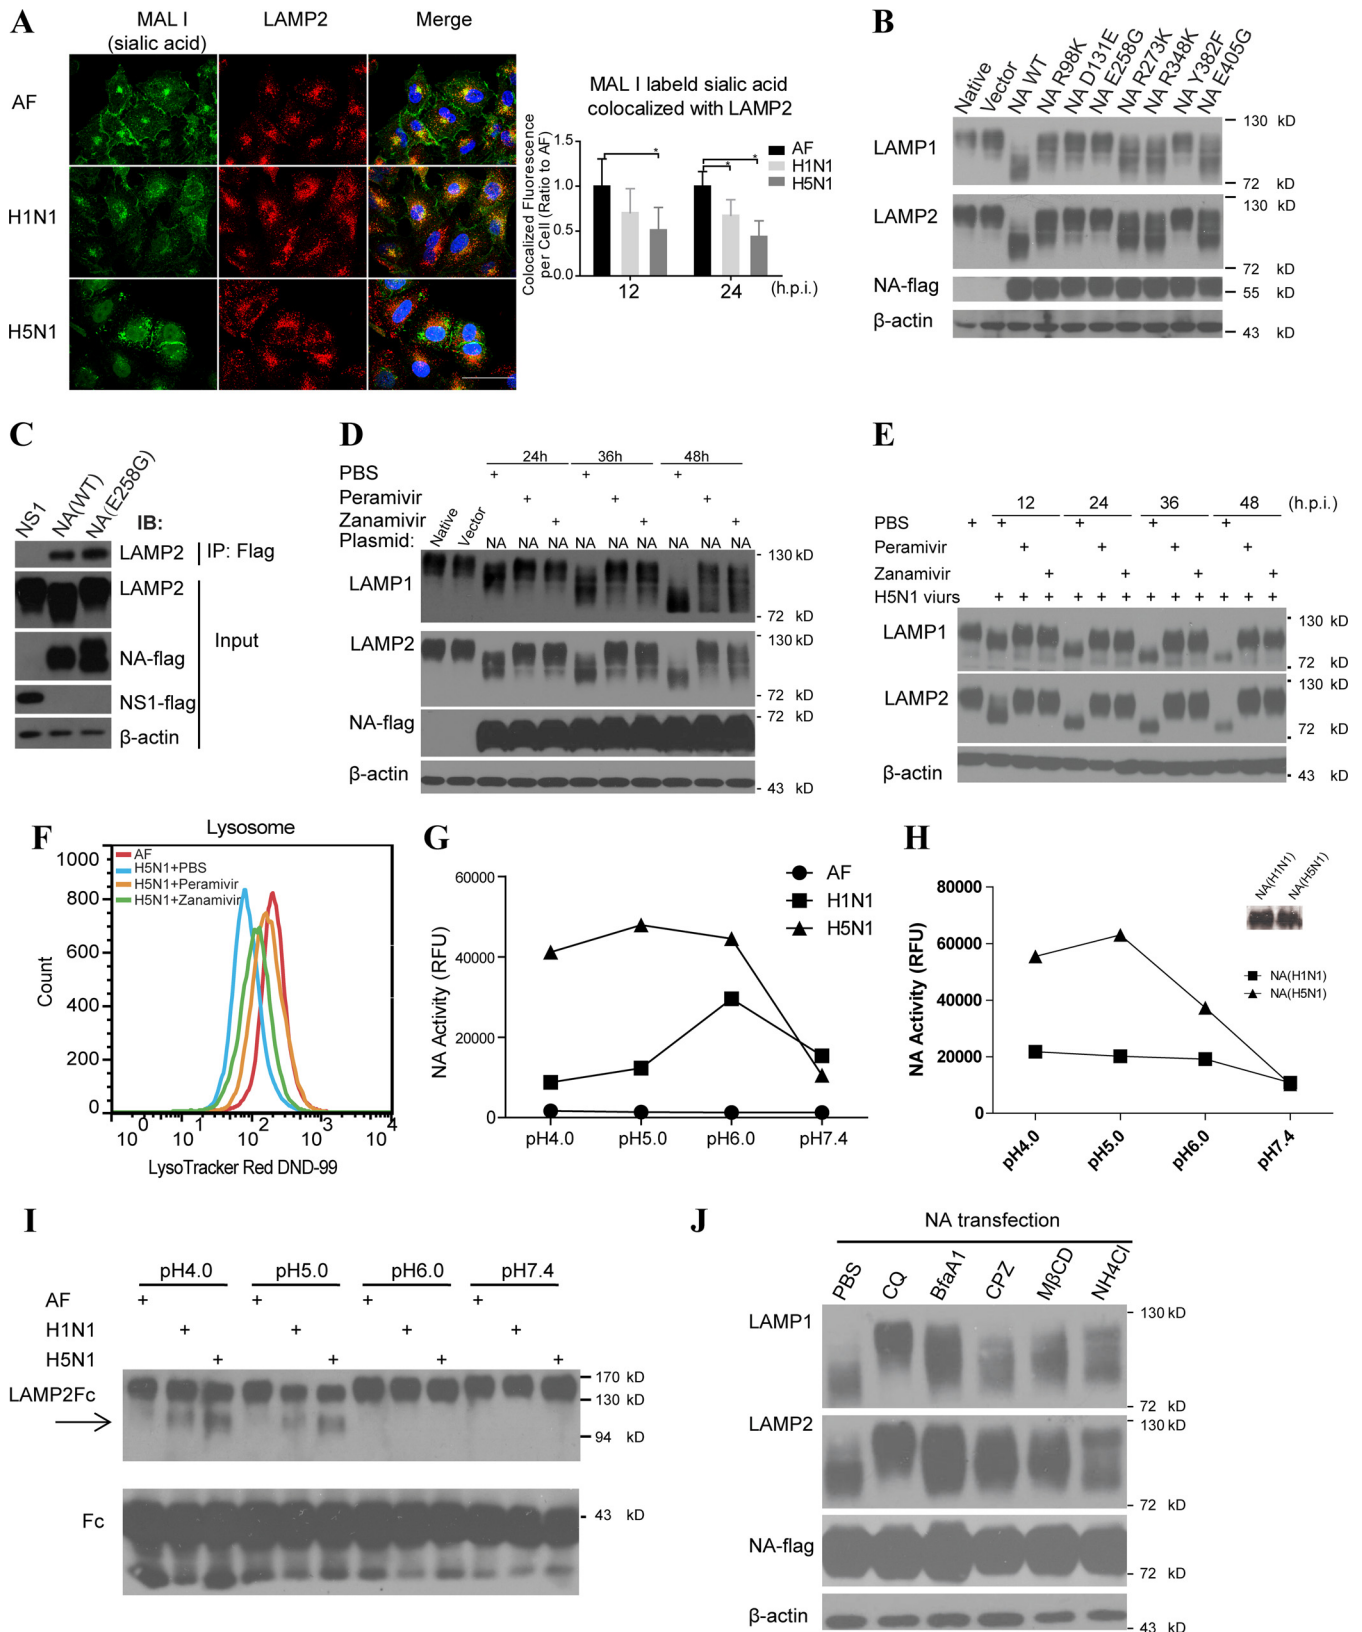 A
MAL I
(sialic acid)
LAMP2
Merge
AF
H1N1
H5N1
MAL I labeld sialic acid
colocalized with LAMP2
Colocalized Fluorescence
per Cell (Ratio to AF)
1.5
1.0
0.5
0.0
* * *
AF
H1N1
H5N1
12 24 (h.p.i.)
B
Native
Vector
NA WT
NA R98K
NA D131E
NA E258G
NA R273K
NA R348K
NA Y382F
NA E405G
LAMP1
130 kD
72 kD
LAMP2
130 kD
72 kD
NA-flag
55 kD
β-actin
43 kD
C
NS1
NA(WT)
NA(E258G)
IB:
LAMP2 IP: Flag
LAMP2
NA-flag
NS1-flag
β-actin
Input
D
24h 36h 48h
PBS + + +
Peramivir + + +
Zanamivir + + +
Plasmid: Native Vector NA NA NA NA NA NA NA NA NA
LAMP1
130 kD
72 kD
LAMP2
130 kD
72 kD
NA-flag
72 kD
β-actin
43 kD
E
12 24 36 48 (h.p.i.)
PBS + + + + +
Peramivir + + + +
Zanamivir + + + +
H5N1 viurs + + + + + + + + + + + +
LAMP1
130 kD
72 kD
LAMP2
130 kD
72 kD
β-actin
43 kD
F
Lysosome
AF
H5N1+PBS
H5N1+Peramivir
H5N1+Zanamivir
Count
1000
800
600
400
200
0
10^0 10^1 10^2 10^3 10^4
LysoTracker Red DND-99
G
NA Activity (RFU)
60000
40000
20000
0
AF
H1N1
H5N1
pH4.0 pH5.0 pH6.0 pH7.4
H
NA Activity (RFU)
80000
60000
40000
20000
0
NA(H1N1)
NA(H5N1)
NA(H1N1)
NA(H5N1)
pH4.0 pH5.0 pH6.0 pH7.4
I
pH4.0 pH5.0 pH6.0 pH7.4
AF + + + +
H1N1 + + + +
H5N1 + + + +
LAMP2Fc
170 kD
130 kD
94 kD
Fc
43 kD
J
NA transfection
PBS
CQ
BfaA1
CPZ
MβCD
NH4Cl
LAMP1
130 kD
72 kD
LAMP2
130 kD
72 kD
NA-flag
72 kD
β-actin
43 kD